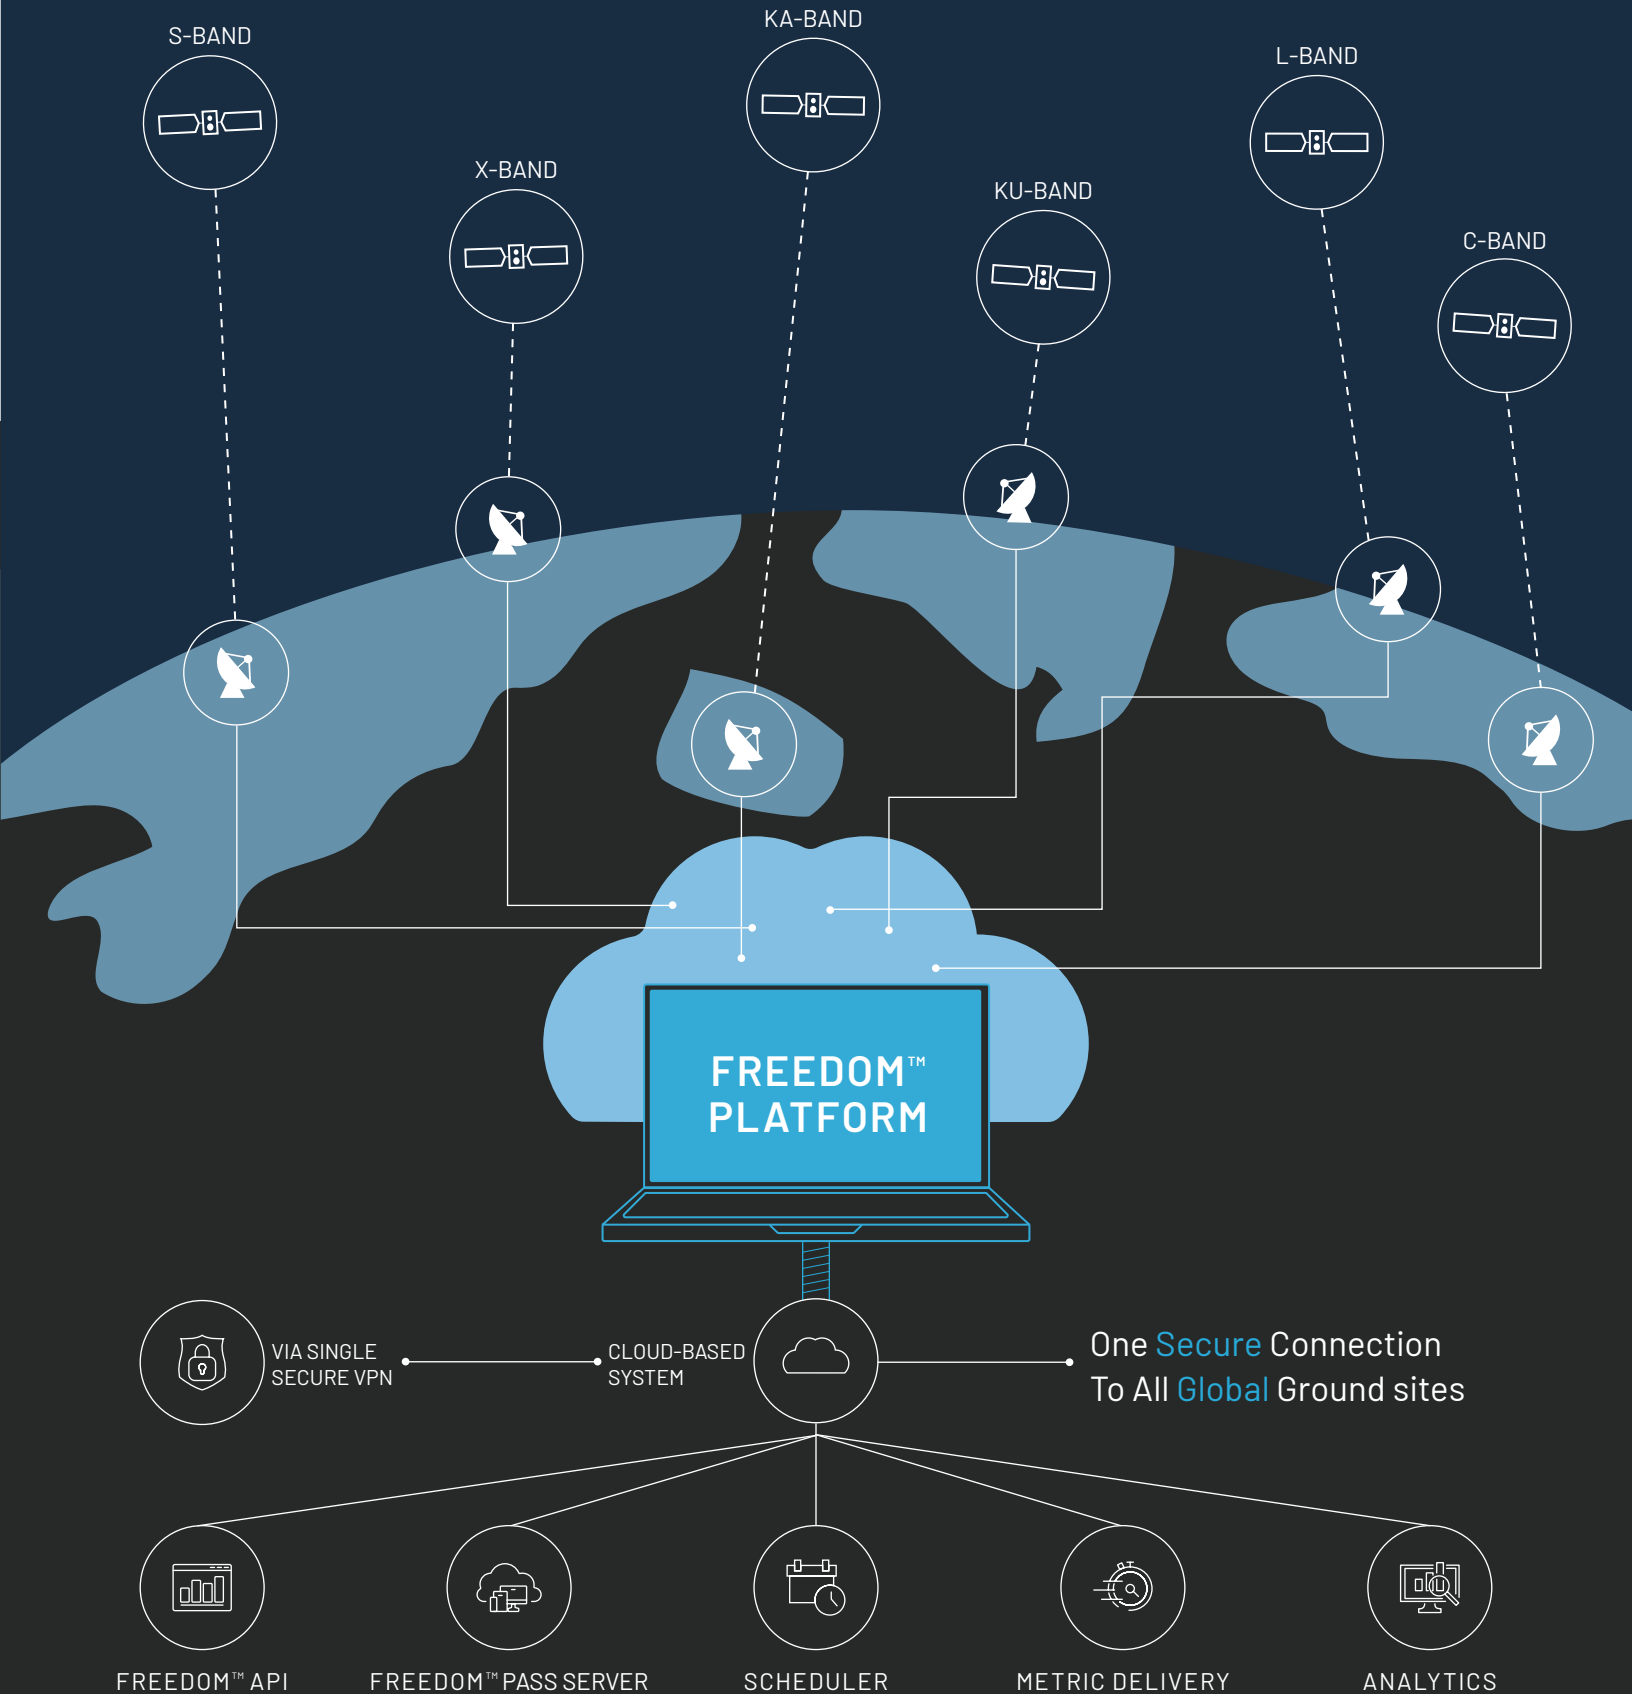 KA-BAND
S-BAND
L-BAND
X-BAND
KU-BAND
C-BAND
FREEDOM™
PLATFORM
VIA SINGLE
SECURE VPN
CLOUD-BASED
SYSTEM
One Secure Connection
To All Global Ground sites
FREEDOM™ API
FREEDOM™ PASS SERVER
SCHEDULER
METRIC DELIVERY
ANALYTICS